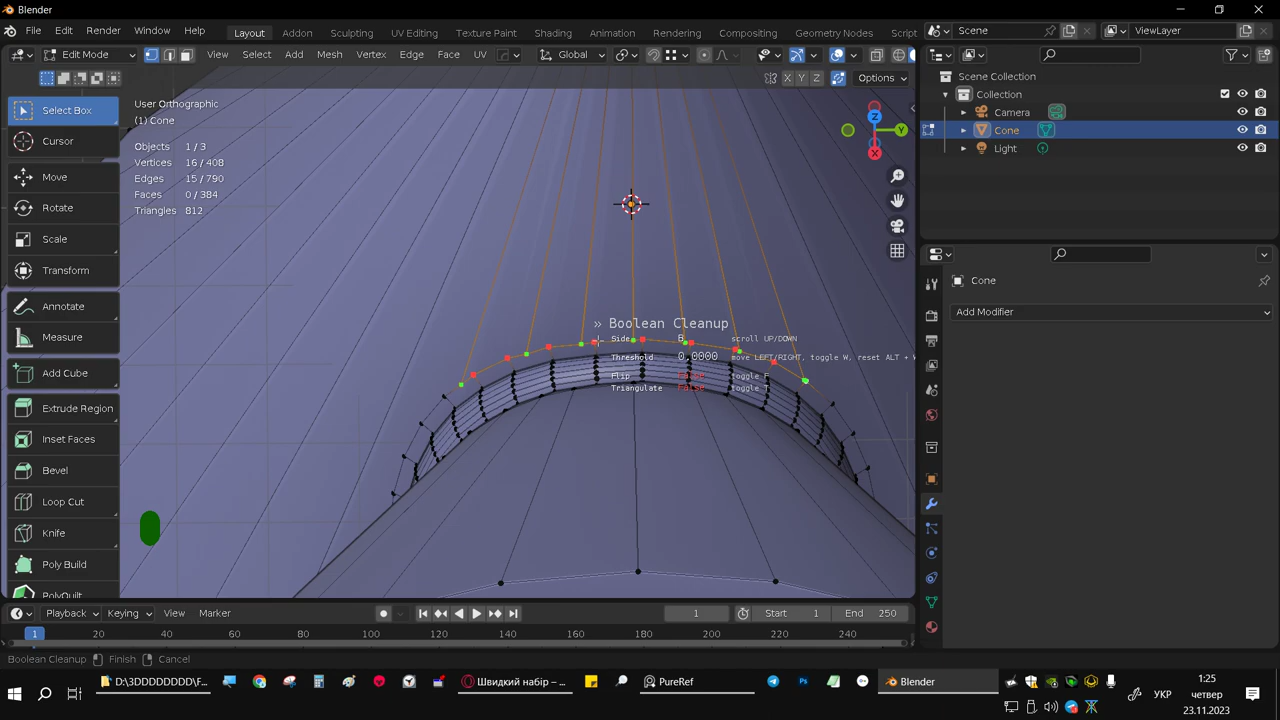 Blender
File Edit Render Window Help Layout Addon Sculpting UV Editing Texture Paint Shading Animation Rendering Compositing Geometry Nodes Script Scene ViewLayer
Edit Mode View Select Add Mesh Vertex Edge Face UV Global
X Y Z Options
Select Box
Cursor
Move
Rotate
Scale
Transform
Annotate
Measure
Add Cube
Extrude Region
Inset Faces
Bevel
Loop Cut
Knife
Poly Build
PolyQuilt
User Orthographic
(1) Cone
Objects 1 / 3
Vertices 16 / 408
Edges 15 / 790
Faces 0 / 384
Triangles 812
Z
Y
X
» Boolean Cleanup
Side B scroll UP/DOWN
Threshold 0.0000 move LEFT/RIGHT, toggle W, reset ALT + W
Flip False toggle F
Triangulate False toggle T
Scene Collection
Collection
Camera
Cone
Light
Cone
Add Modifier
Playback Keying View Marker 1 Start 1 End 250
1 20 40 60 80 100 120 140 160 180 200 220 240
Boolean Cleanup Finish Cancel
D:\3DDDDDDDD\F... Швидкий набір – ... PureRef Blender УКР
1:25
четвер
23.11.2023